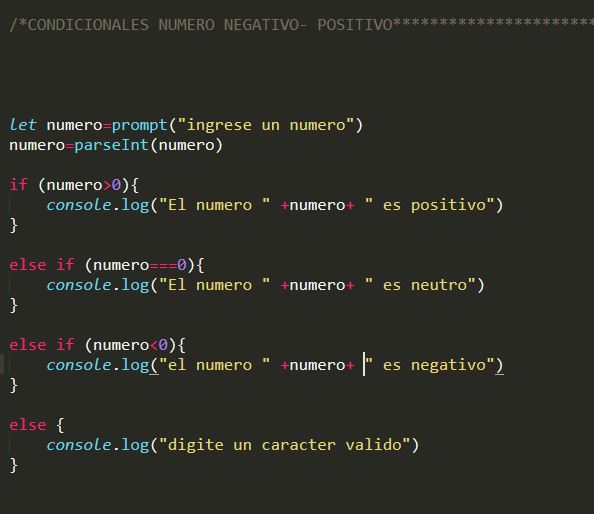 /*CONDICIONALES NUMERO NEGATIVO- POSITIVO**********************
let numero=prompt("ingrese un numero")
numero=parseInt(numero)
if (numero>0){
console.log("El numero " +numero+ " es positivo")
}
else if (numero===0){
console.log("El numero " +numero+ " es neutro")
}
else if (numero<0){
console.log("el numero " +numero+ " es negativo")
}
else {
console.log("digite un caracter valido")
}